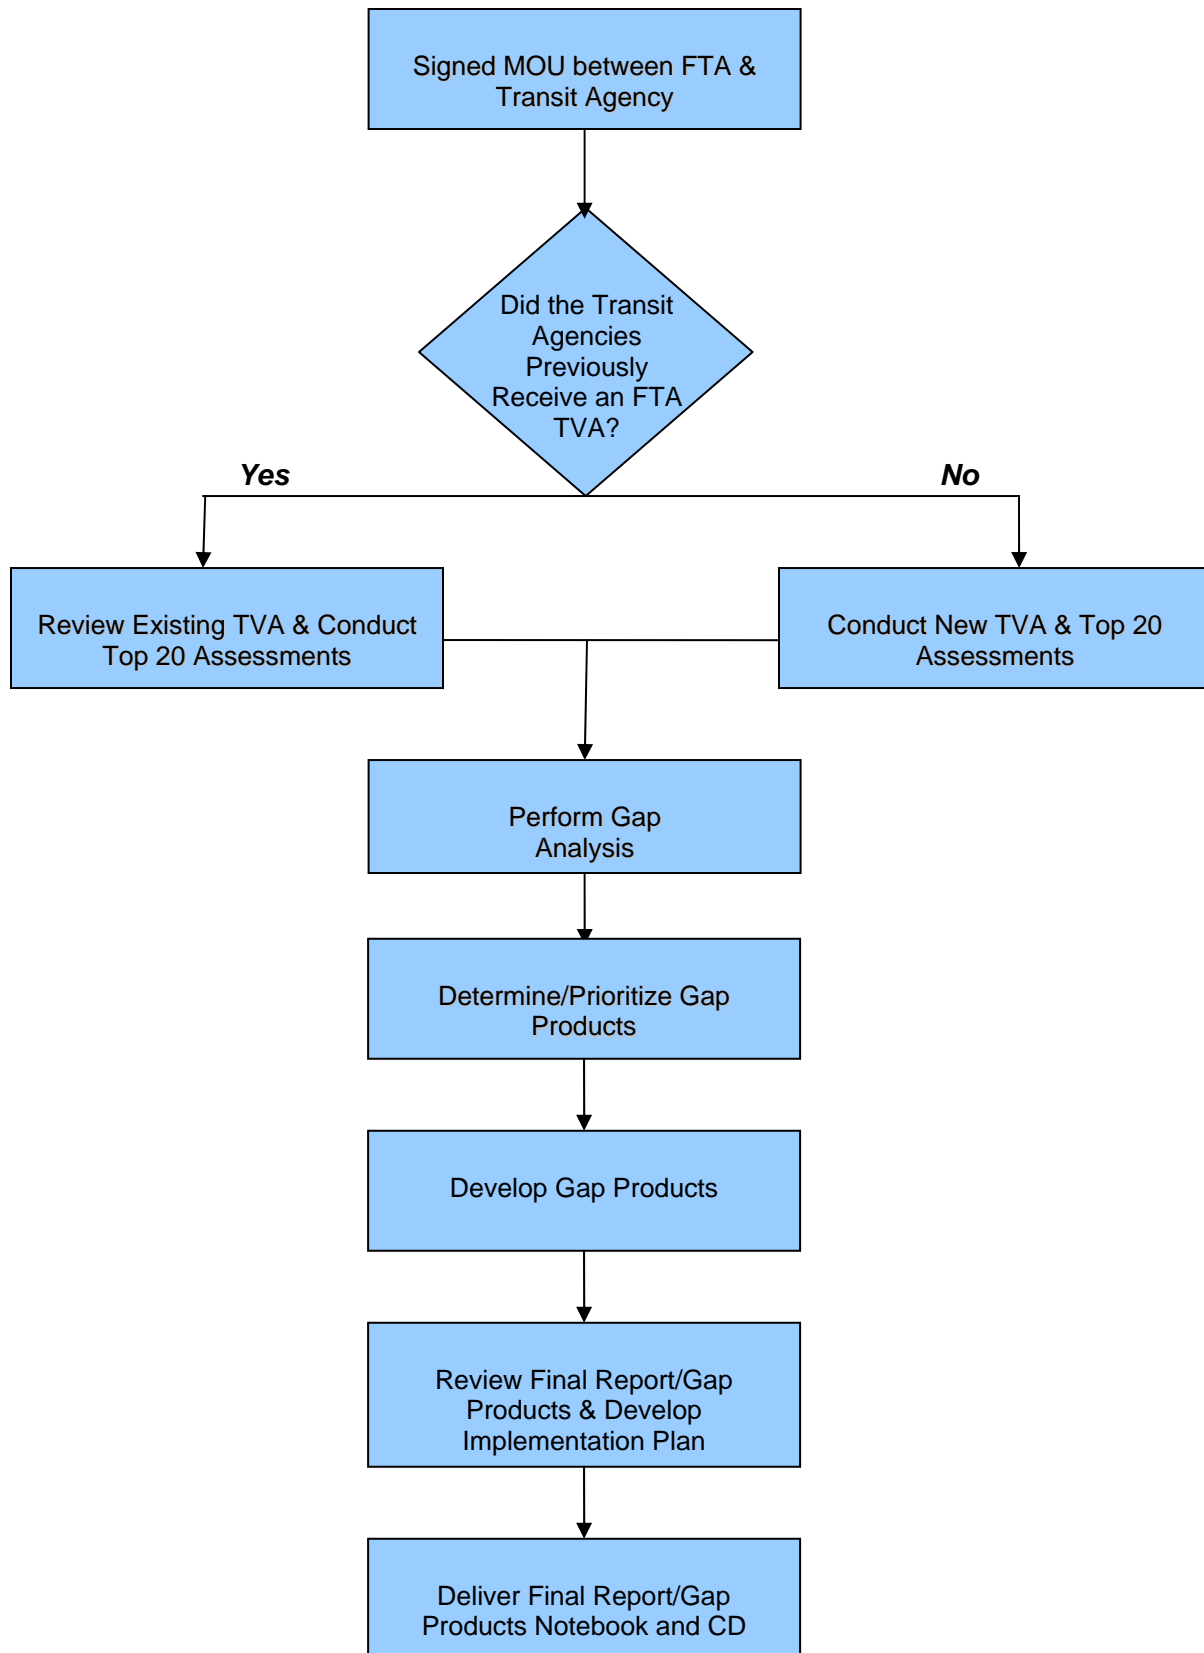 Signed MOU between FTA &
Transit Agency
Did the Transit
Agencies
Previously
Receive an FTA
TVA?
Yes
No
Review Existing TVA & Conduct
Top 20 Assessments
Conduct New TVA & Top 20
Assessments
Perform Gap
Analysis
Determine/Prioritize Gap
Products
Develop Gap Products
Review Final Report/Gap
Products & Develop
Implementation Plan
Deliver Final Report/Gap
Products Notebook and CD